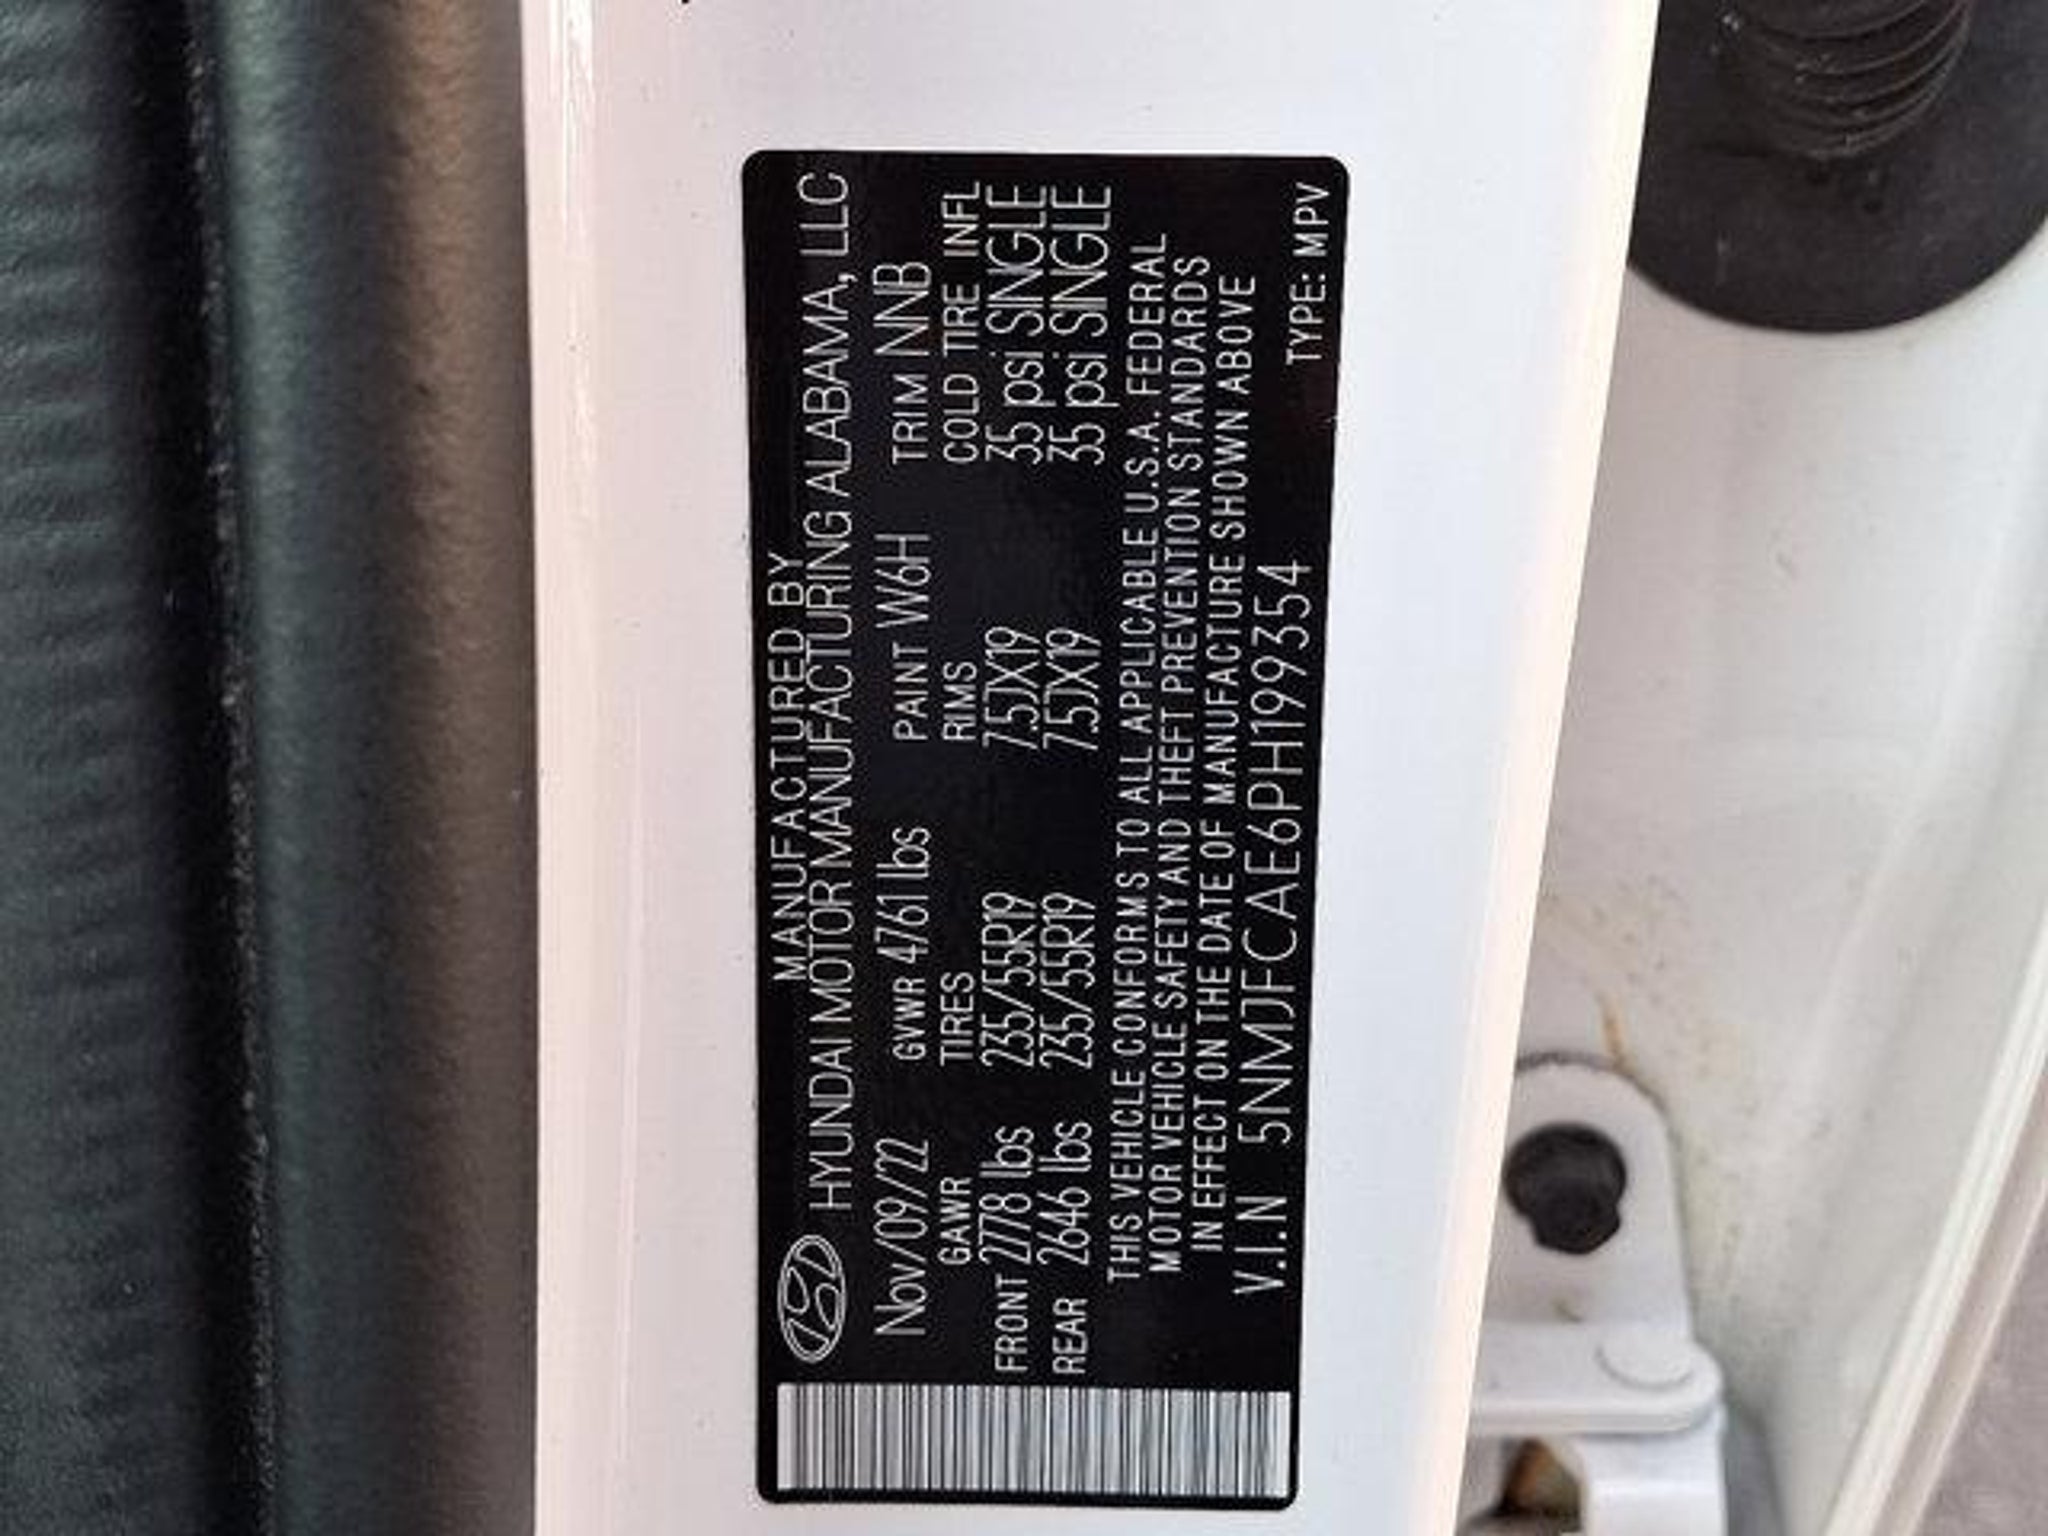 MANUFACTURED BY
HYUNDAI MOTOR MANUFACTURING ALABAMA, LLC
Nov/09/22 GVWR 4761 lbs PAINT W6H TRIM NNB
GAWR TIRES RIMS COLD TIRE INFL
FRONT 2778 lbs 235/55R19 7.5JX19 35 psi SINGLE
REAR 2646 lbs 235/55R19 7.5JX19 35 psi SINGLE
THIS VEHICLE CONFORMS TO ALL APPLICABLE U.S.A. FEDERAL
MOTOR VEHICLE SAFETY AND THEFT PREVENTION STANDARDS
IN EFFECT ON THE DATE OF MANUFACTURE SHOWN ABOVE
V.I.N 5NMJFCAE6PH199354 TYPE: MPV